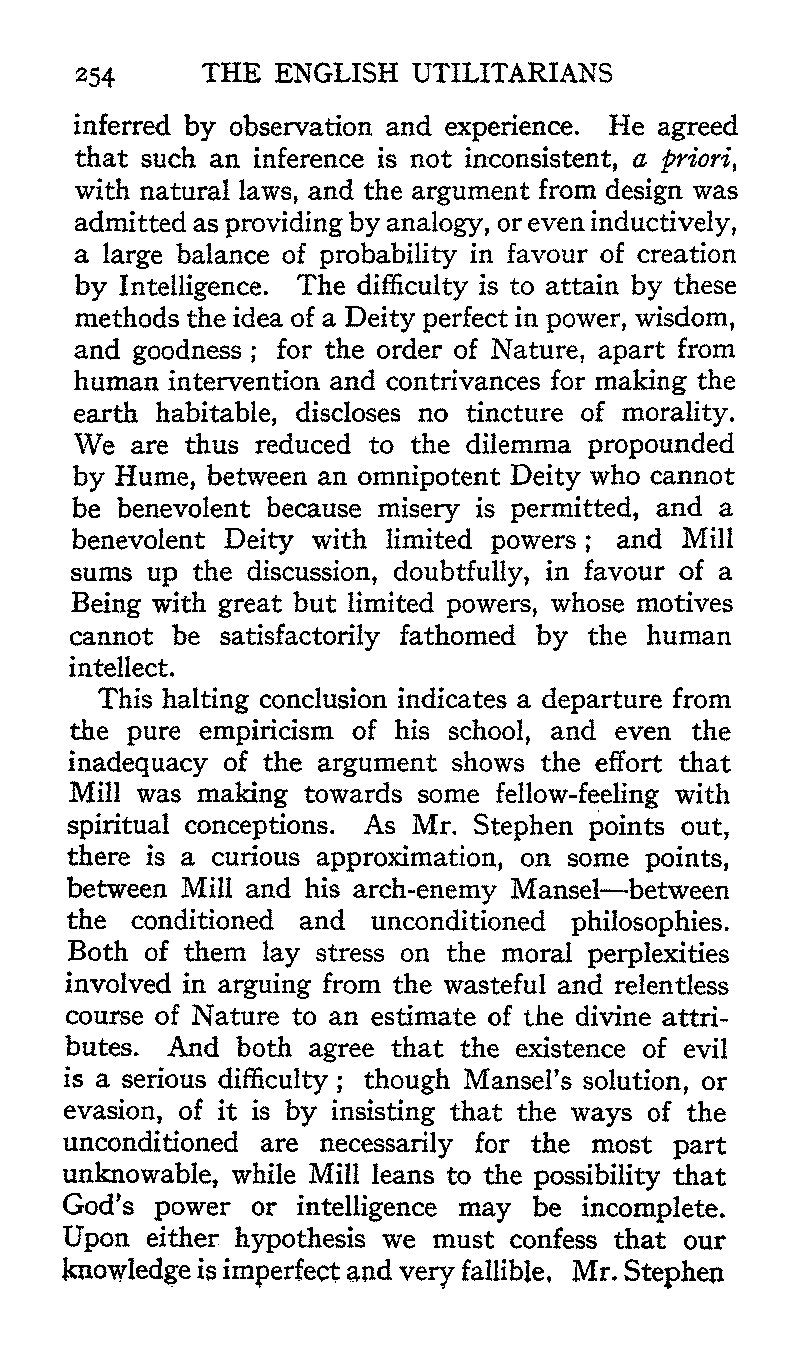 254 THE ENGLISH UTILITARIANS
inferred by observation and experience. He agreed
that such an inference is not inconsistent, a priori,
with natural laws, and the argument from design was
admitted as providing by analogy, or even inductively,
a large balance of probability in favour of creation
by Intelligence. The difficulty is to attain by these
methods the idea of a Deity perfect in power, wisdom,
and goodness ; for the order of Nature, apart from
human intervention and contrivances for making the
earth habitable, discloses no tincture of morality.
We are thus reduced to the dilemma propounded
by Hume, between an omnipotent Deity who cannot
be benevolent because misery is permitted, and a
benevolent Deity with limited powers ; and Mill
sums up the discussion, doubtfully, in favour of a
Being with great but limited powers, whose motives
cannot be satisfactorily fathomed by the human
intellect.
This halting conclusion indicates a departure from
the pure empiricism of his school, and even the
inadequacy of the argument shows the effort that
Mill was making towards some fellow-feeling with
spiritual conceptions. As Mr. Stephen points out,
there is a curious approximation, on some points,
between Mill and his arch-enemy Mansel—between
the conditioned and unconditioned philosophies.
Both of them lay stress on the moral perplexities
involved in arguing from the wasteful and relentless
course of Nature to an estimate of the divine attri-
butes. And both agree that the existence of evil
is a serious difficulty ; though Mansel's solution, or
evasion, of it is by insisting that the ways of the
unconditioned are necessarily for the most part
unknowable, while Mill leans to the possibility that
God's power or intelligence may be incomplete.
Upon either hypothesis we must confess that our
knowledge is imperfect and very fallible. Mr. Stephen